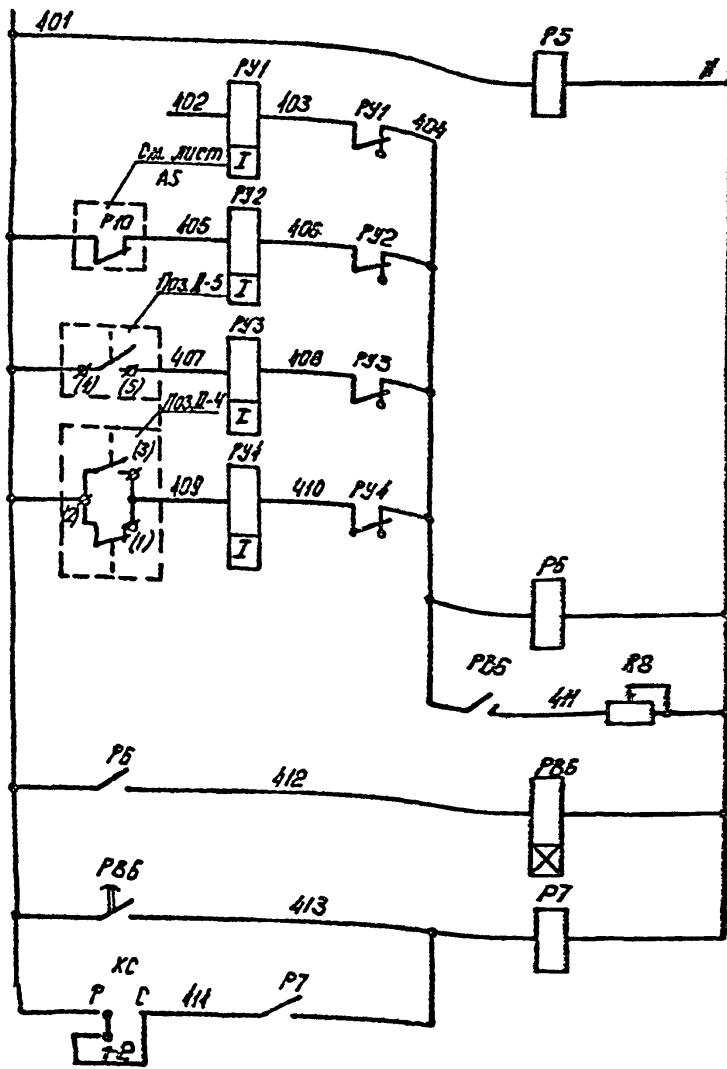 401
Р5
N
РУ1
402
403
РУ1
404
I
См. лист
А5
Р10
405
РУ2
406
РУ2
I
Поз. II-5
(4)
(5)
407
РУ3
408
РУ3
I
Поз. II-4
(3)
(2)
(1)
409
РУ4
410
РУ4
I
Р6
РВ6
411
R8
Р6
412
РВ6
РВ6
413
Р7
ХС
Р
С
414
Р7